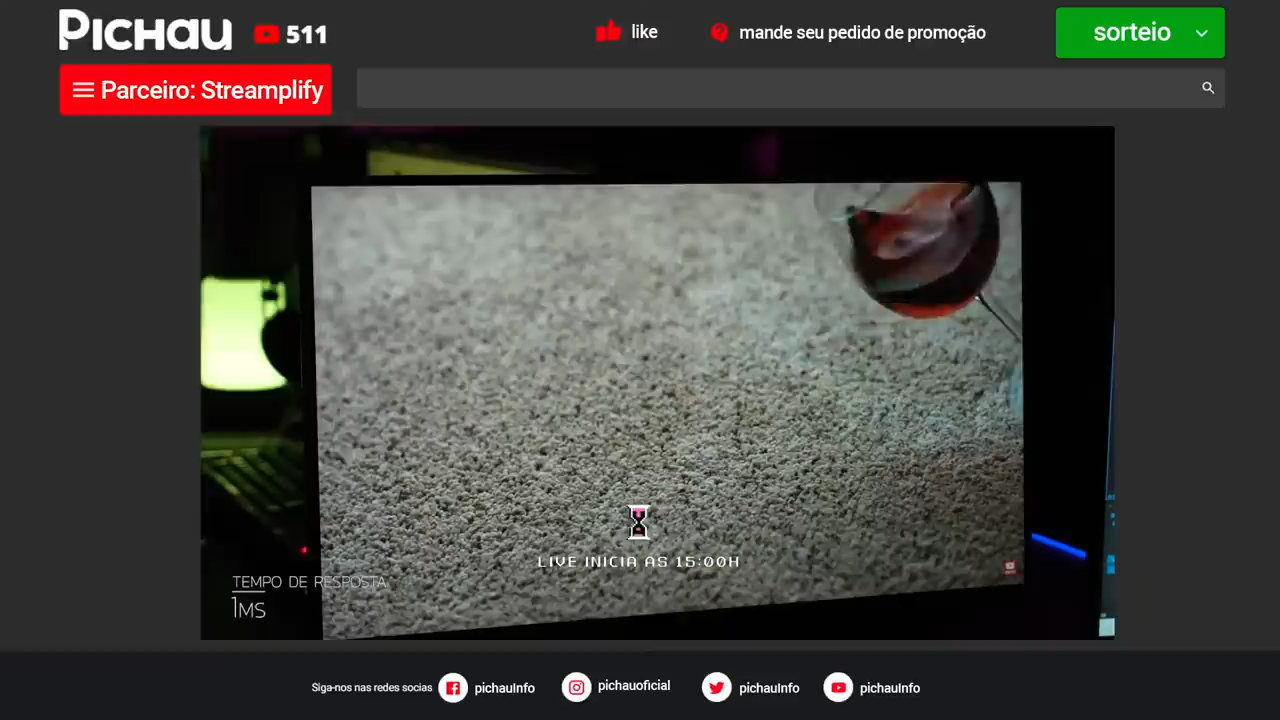 PICHAU
511
like
mande seu pedido de promoção
sorteio
Parceiro: Streamplify
LIVE INICIA AS 15:00H
TEMPO DE RESPOSTA
1MS
Siga-nos nas redes socias
pichauInfo
pichauoficial
pichauInfo
pichauInfo